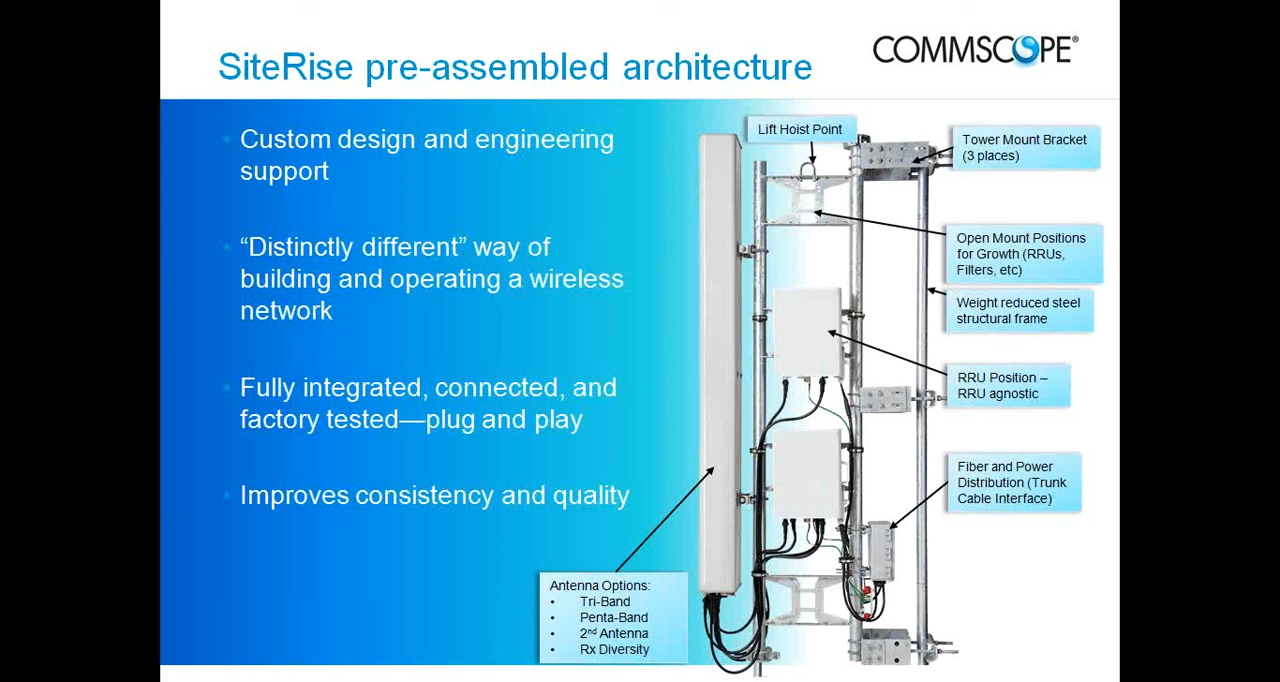 SiteRise pre-assembled architecture
COMMSCOPE®
• Custom design and engineering
support
• “Distinctly different” way of
building and operating a wireless
network
• Fully integrated, connected, and
factory tested—plug and play
• Improves consistency and quality
Lift Hoist Point
Tower Mount Bracket
(3 places)
Open Mount Positions
for Growth (RRUs,
Filters, etc)
Weight reduced steel
structural frame
RRU Position –
RRU agnostic
Fiber and Power
Distribution (Trunk
Cable Interface)
Antenna Options:
• Tri-Band
• Penta-Band
• 2nd Antenna
• Rx Diversity